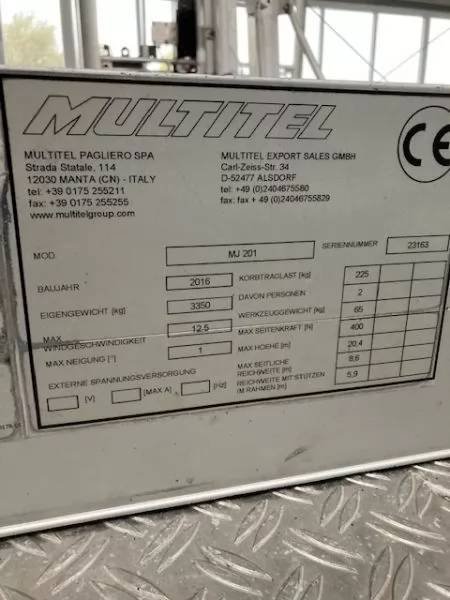 MULTITEL
MULTITEL PAGLIERO SPA
Strada Statale, 114
12030 MANTA (CN) - ITALY
tel: +39 0175 255211
fax: +39 0175 255255
www.multitelgroup.com
MULTITEL EXPORT SALES GMBH
Carl-Zeiss-Str. 34
D-52477 ALSDORF
tel: + 49 (0)2404675580
fax: fax + 49 (0)24046755829
CE
MOD. MJ 201 SERIENNUMMER 23163
BAUJAHR 2016
EIGENGEWICHT [kg] 3350
MAX WINDGESCHWINDIGKEIT 12,5
MAX NEIGUNG [°] 1
EXTERNE SPANNUNGSVERSORGUNG
[V] [MAX A] [Hz]
KORBTRAGLAST [kg] 225
DAVON PERSONEN 2
WERKZEUGGEWICHT [kg] 65
MAX SEITENKRAFT [N] 400
MAX HOEHE [m] 20,4
MAX SEITLICHE
REICHWEITE [m] 8,6
REICHWEITE MIT STÜTZEN
IM RAHMEN [m] 5,9